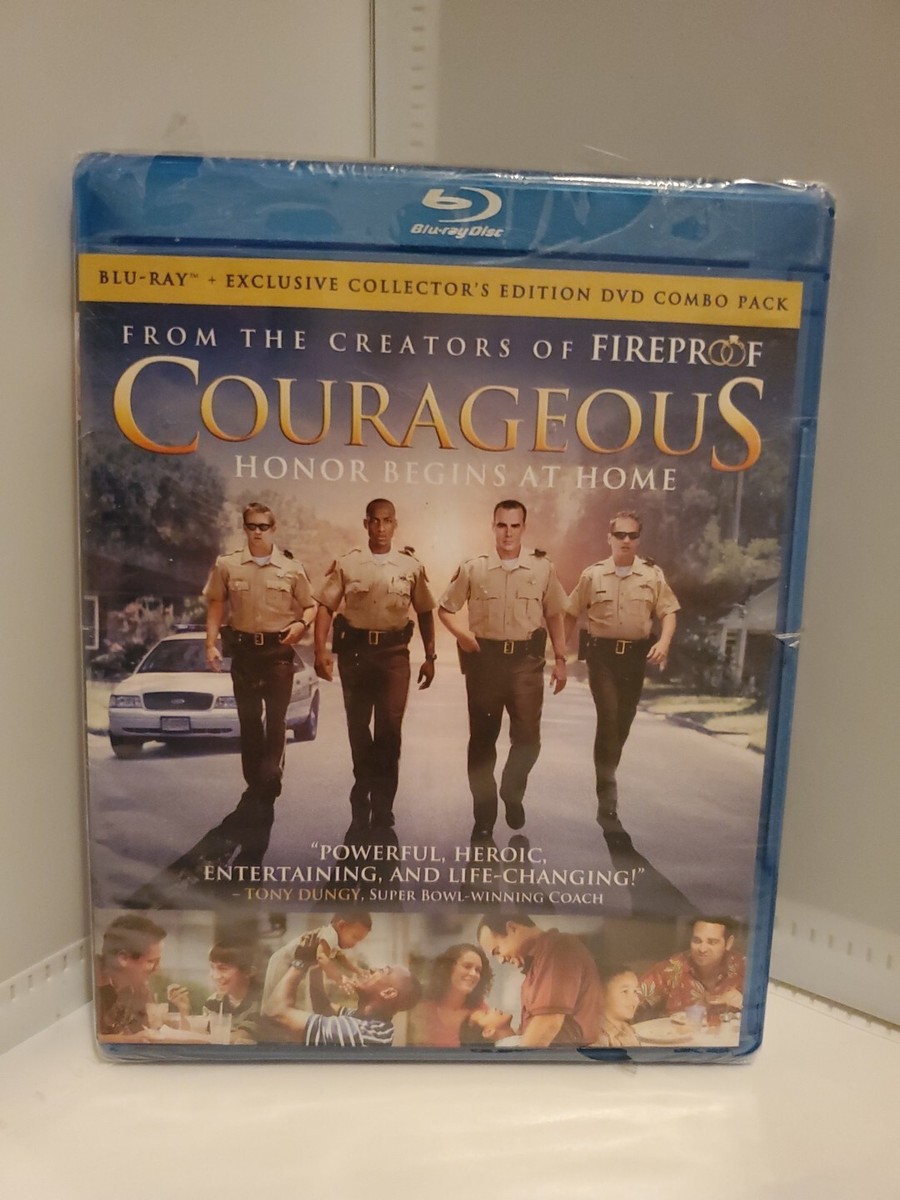 Blu-ray Disc
BLU-RAY™ + EXCLUSIVE COLLECTOR'S EDITION DVD COMBO PACK
FROM THE CREATORS OF FIREPROOF
COURAGEOUS
HONOR BEGINS AT HOME
"POWERFUL, HEROIC,
ENTERTAINING, AND LIFE-CHANGING!"
– TONY DUNGY, SUPER BOWL-WINNING COACH